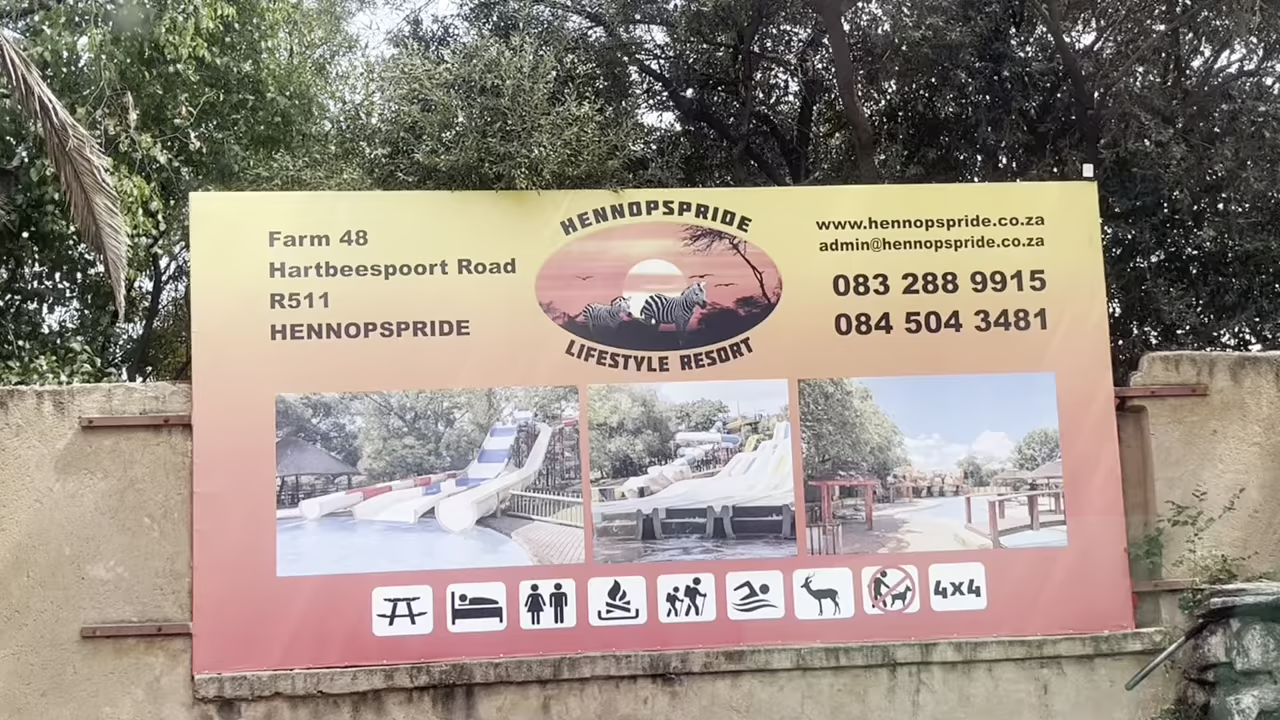 Farm 48
Hartbeespoort Road
R511
HENNOPSPRIDE
HENNOPSPRIDE
LIFESTYLE RESORT
www.hennopspride.co.za
admin@hennopspride.co.za
083 288 9915
084 504 3481
4x4